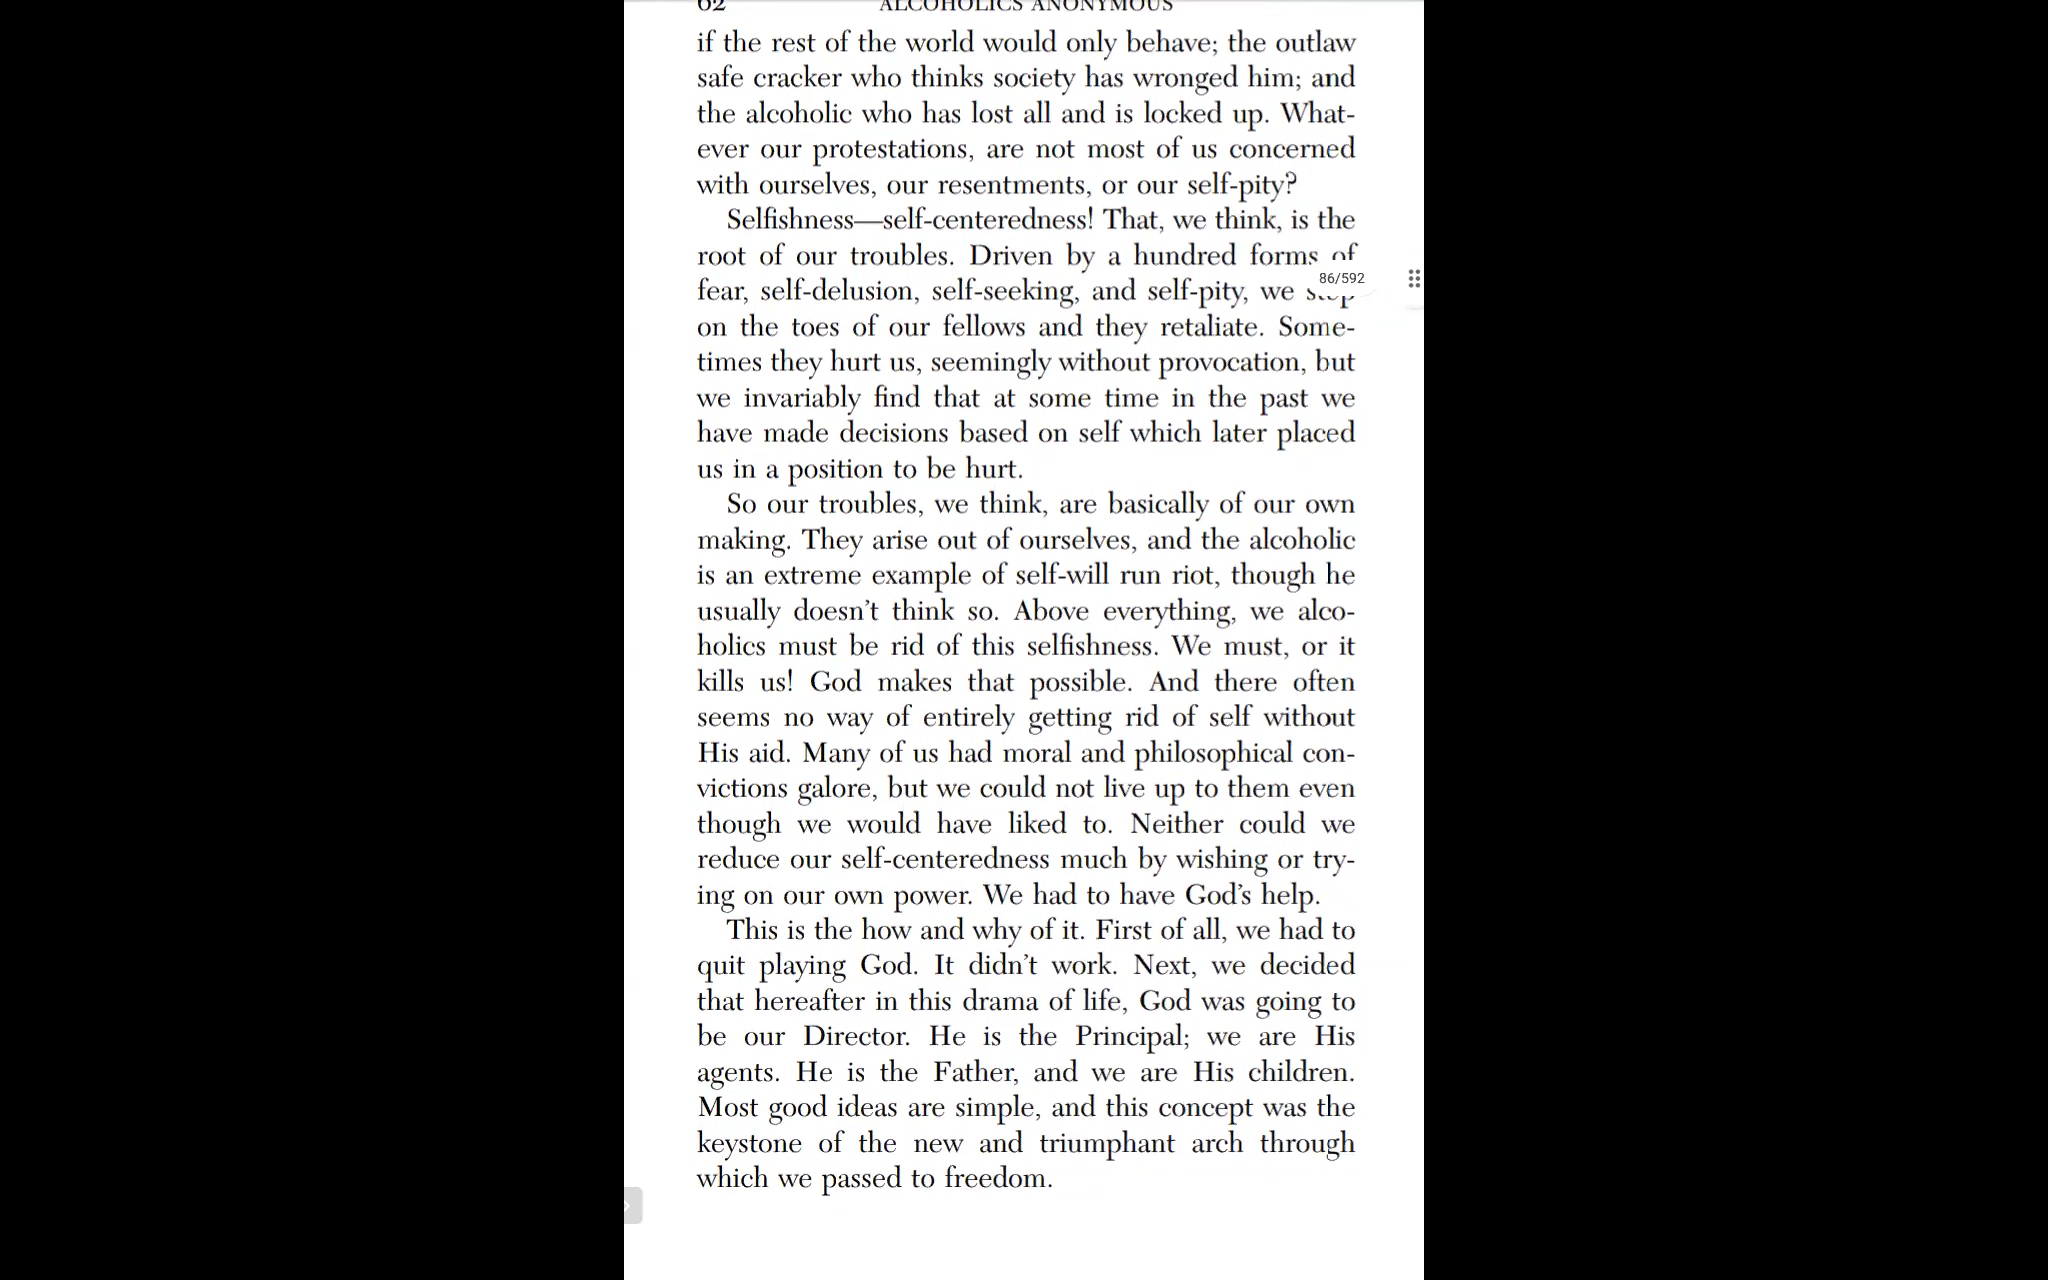 62 ALCOHOLICS ANONYMOUS
if the rest of the world would only behave; the outlaw
safe cracker who thinks society has wronged him; and
the alcoholic who has lost all and is locked up. What-
ever our protestations, are not most of us concerned
with ourselves, our resentments, or our self-pity?
Selfishness—self-centeredness! That, we think, is the
root of our troubles. Driven by a hundred forms of
86/592
fear, self-delusion, self-seeking, and self-pity, we step
on the toes of our fellows and they retaliate. Some-
times they hurt us, seemingly without provocation, but
we invariably find that at some time in the past we
have made decisions based on self which later placed
us in a position to be hurt.
So our troubles, we think, are basically of our own
making. They arise out of ourselves, and the alcoholic
is an extreme example of self-will run riot, though he
usually doesn't think so. Above everything, we alco-
holics must be rid of this selfishness. We must, or it
kills us! God makes that possible. And there often
seems no way of entirely getting rid of self without
His aid. Many of us had moral and philosophical con-
victions galore, but we could not live up to them even
though we would have liked to. Neither could we
reduce our self-centeredness much by wishing or try-
ing on our own power. We had to have God's help.
This is the how and why of it. First of all, we had to
quit playing God. It didn't work. Next, we decided
that hereafter in this drama of life, God was going to
be our Director. He is the Principal; we are His
agents. He is the Father, and we are His children.
Most good ideas are simple, and this concept was the
keystone of the new and triumphant arch through
which we passed to freedom.